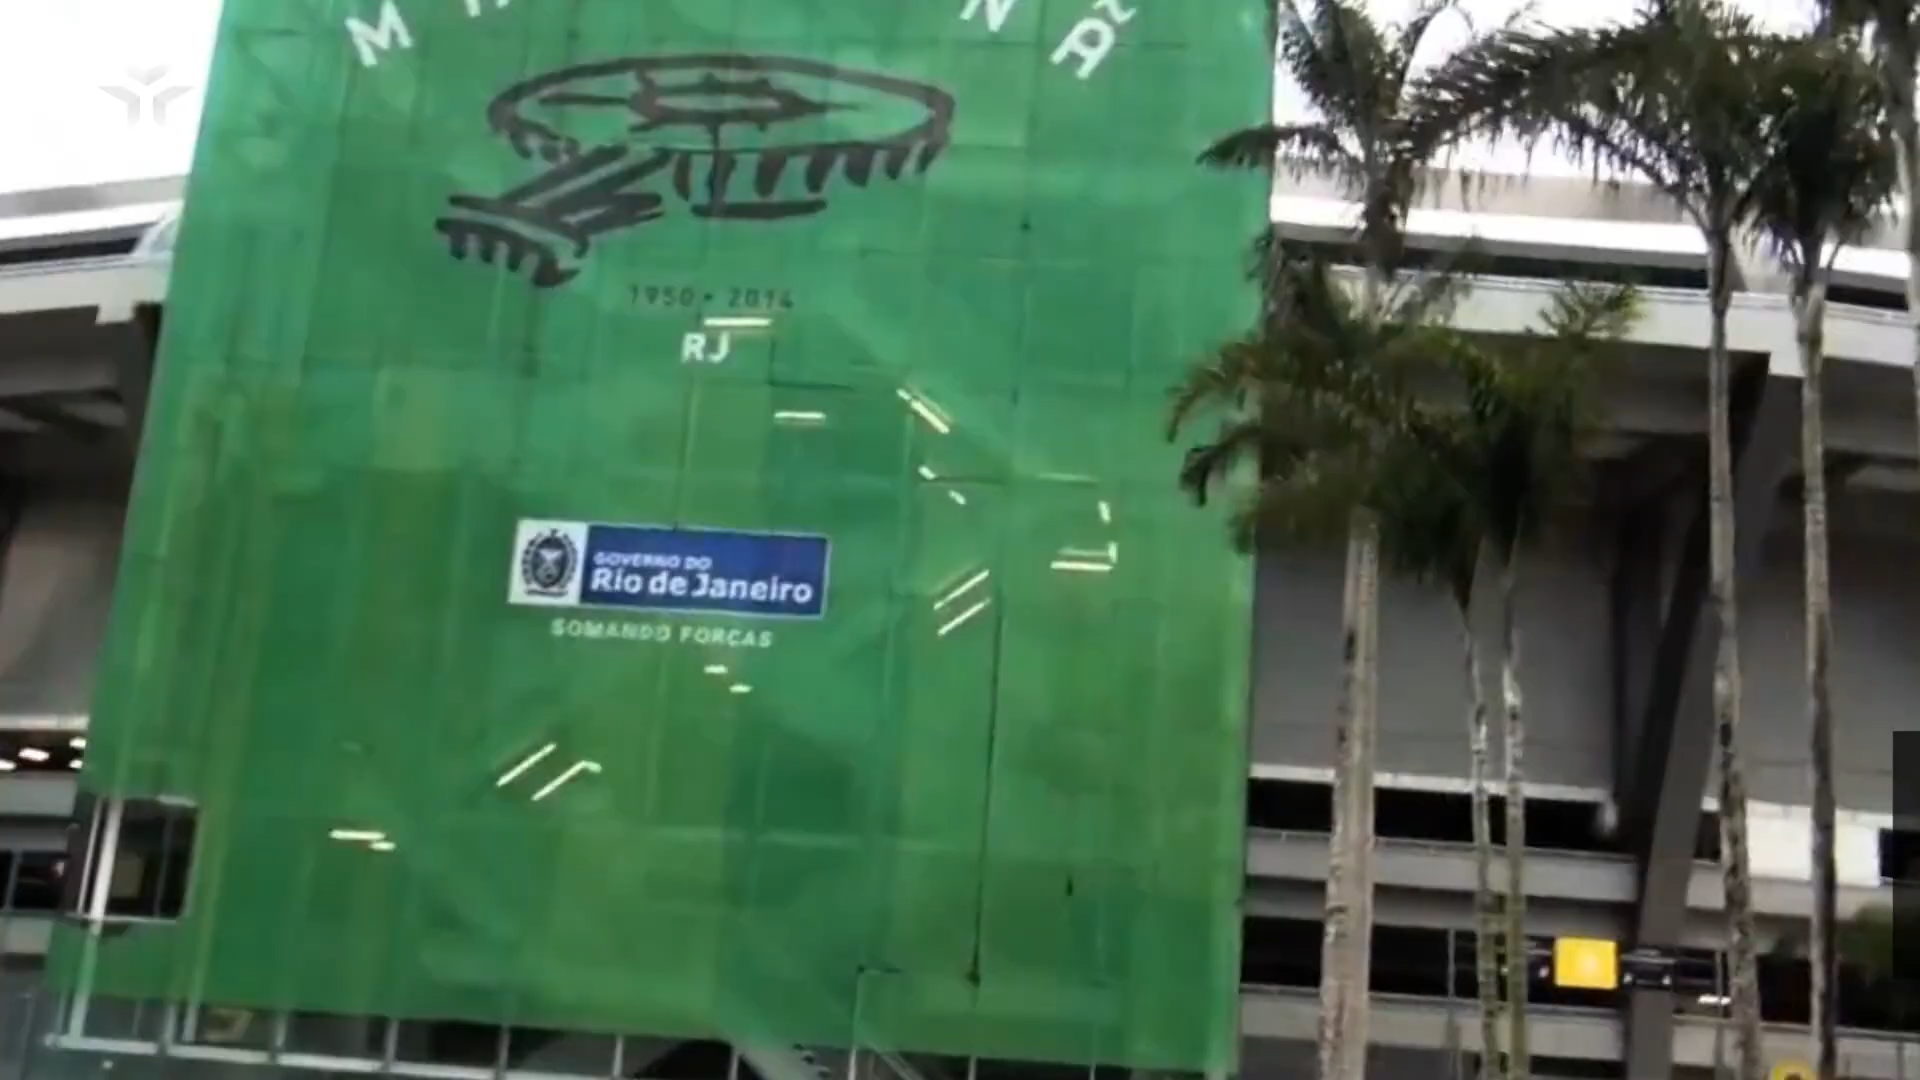 1950 • 2014
RJ
GOVERNO DO
Rio de Janeiro
SOMANDO FORÇAS